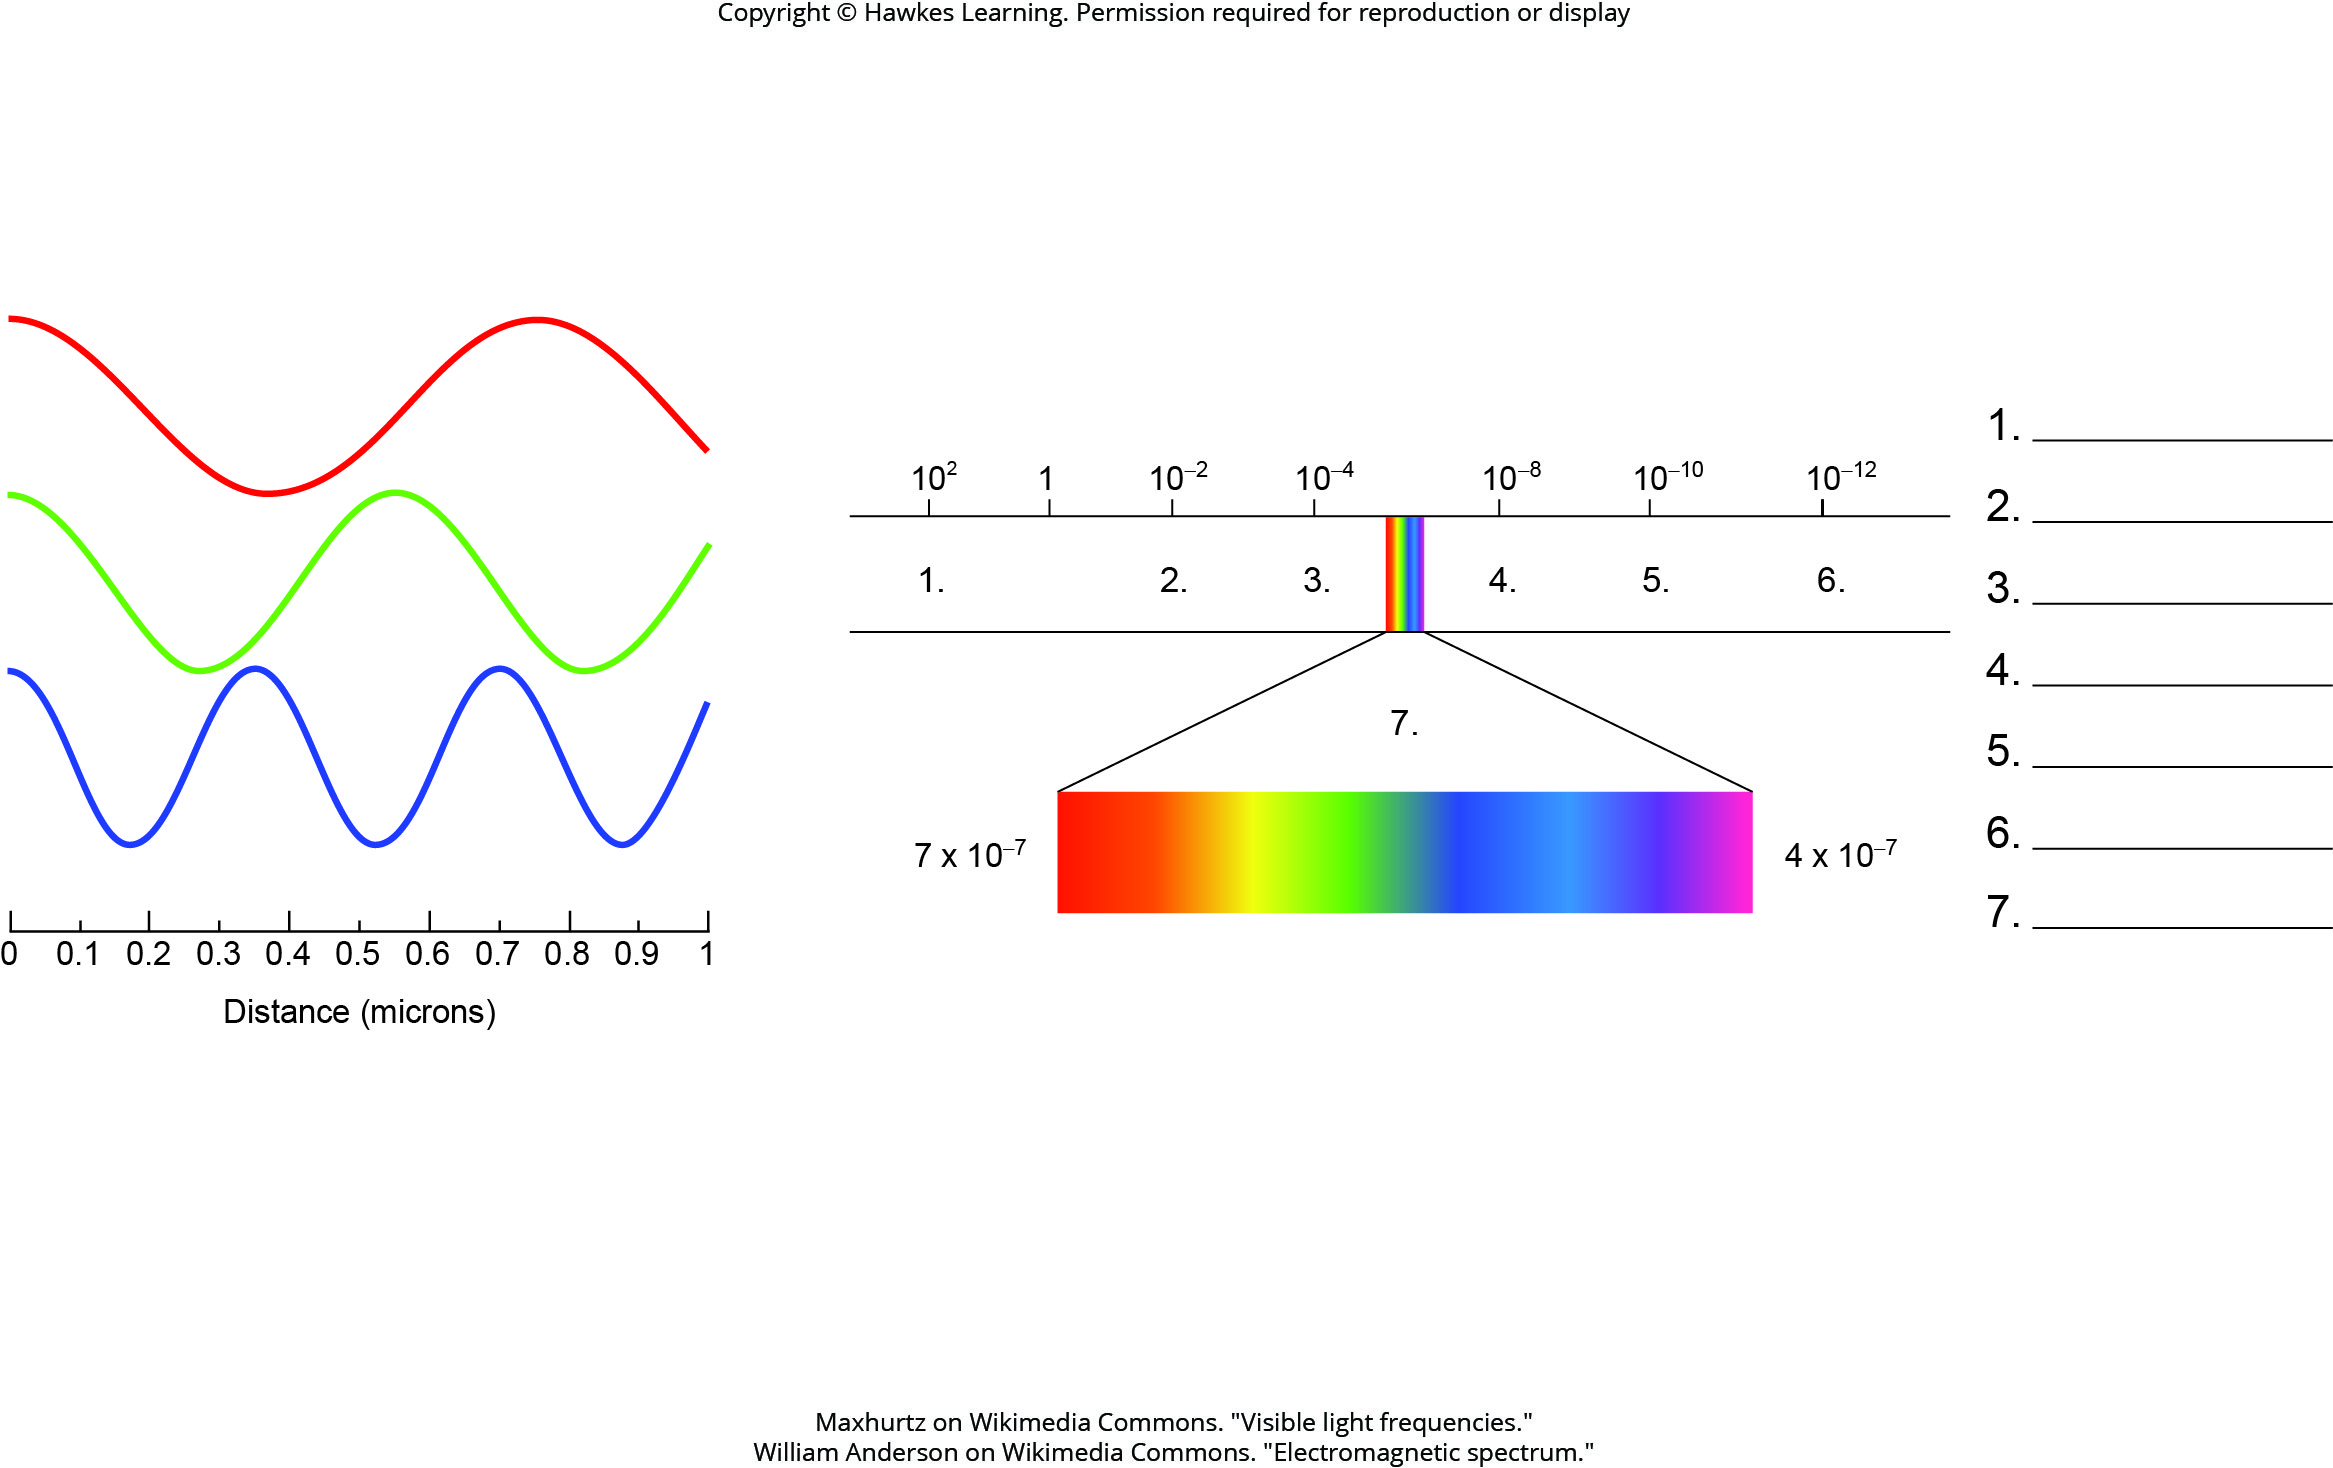 Copyright © Hawkes Learning. Permission required for reproduction or display
0 0.1 0.2 0.3 0.4 0.5 0.6 0.7 0.8 0.9 1
Distance (microns)
10² 1 10⁻² 10⁻⁴ 10⁻⁸ 10⁻¹⁰ 10⁻¹²
1. 2. 3. 4. 5. 6.
7.
7 x 10⁻⁷ 4 x 10⁻⁷
1.
2.
3.
4.
5.
6.
7.
Maxhurtz on Wikimedia Commons. "Visible light frequencies."
William Anderson on Wikimedia Commons. "Electromagnetic spectrum."